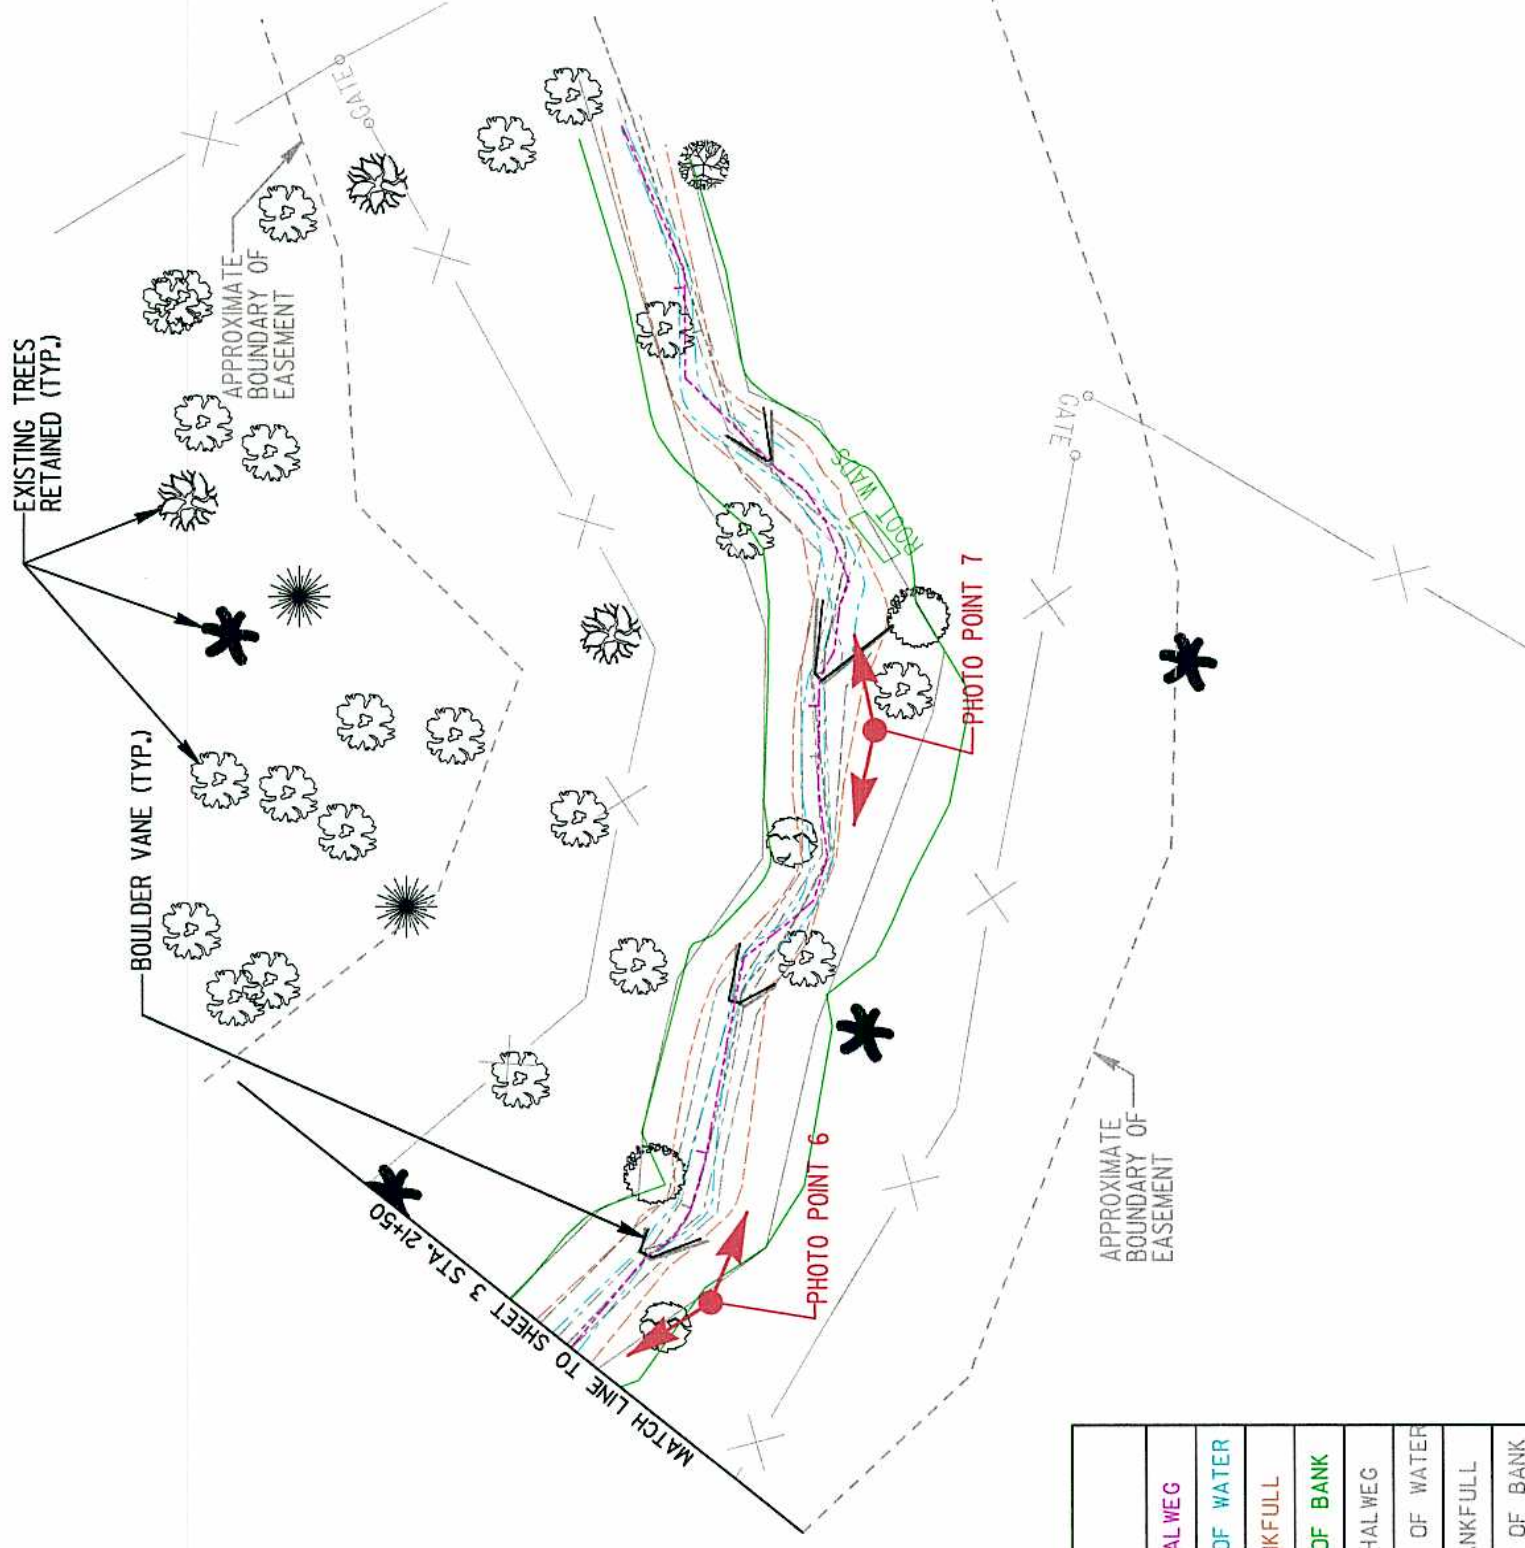 EXISTING TREES
RETAINED (TYP.)
BOULDER VANE (TYP.)
GATE
APPROXIMATE
BOUNDARY OF
EASEMENT
GATE
ROOT WADS
PHOTO POINT 7
PHOTO POINT 6
MATCH LINE TO SHEET 3 STA. 21+50
APPROXIMATE
BOUNDARY OF
EASEMENT
ALWEG
OF WATER
NKFULL
OF BANK
HALWEG
OF WATER
ANKFULL
OF BANK